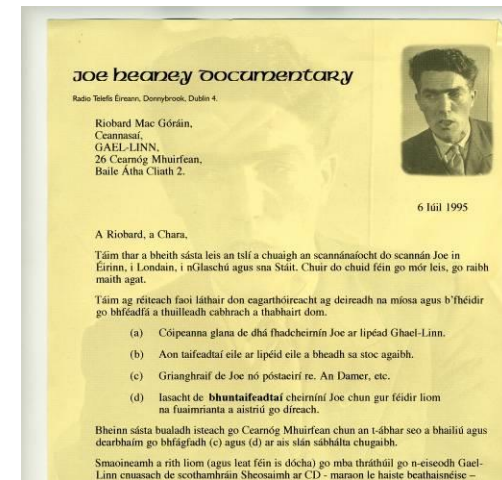 Joe Heaney Documentary
Radio Telefís Éireann, Donnybrook, Dublin 4.
Riobard Mac Góráin,
Ceannasaí,
GAEL-LINN,
26 Cearnóg Mhuirfean,
Baile Átha Cliath 2.
6 Iúil 1995
A Riobard, a Chara,
Táim thar a bheith sásta leis an tslí a chuaigh an scannánaíocht do scannán Joe in
Éirinn, i Londain, i nGlaschú agus sna Stáit. Chuir do chuid féin go mór leis, go raibh
maith agat.
Táim ag réiteach faoi láthair don eagarthóireacht ag deireadh na míosa agus b'fhéidir
go bhféadfá a thuilleadh cabhrach a thabhairt dom.
(a) Cóipeanna glana de dhá fhadcheirnín Joe ar lipéad Ghael-Linn.
(b) Aon taifeadtaí eile ar lipéid eile a bheadh sa stoc agaibh.
(c) Grianghraif de Joe nó póstaeirí re. An Damer, etc.
(d) Iasacht de bhuntaifeadtaí cheirníní Joe chun gur féidir liom
na fuaimrianta a aistriú go díreach.
Bheinn sásta bualadh isteach go Cearnóg Mhuirfean chun an t-ábhar seo a bhailiú agus
dearbhaím go bhfágfadh (c) agus (d) ar ais slán sábhálta chugaibh.
Smaoineamh a rith liom (agus leat féin is dócha) go mba thráthúil go n-eiseodh Gael-
Linn cnuasach de scothamhráin Sheosaimh ar CD - maraon le haiste beathaisnéise –